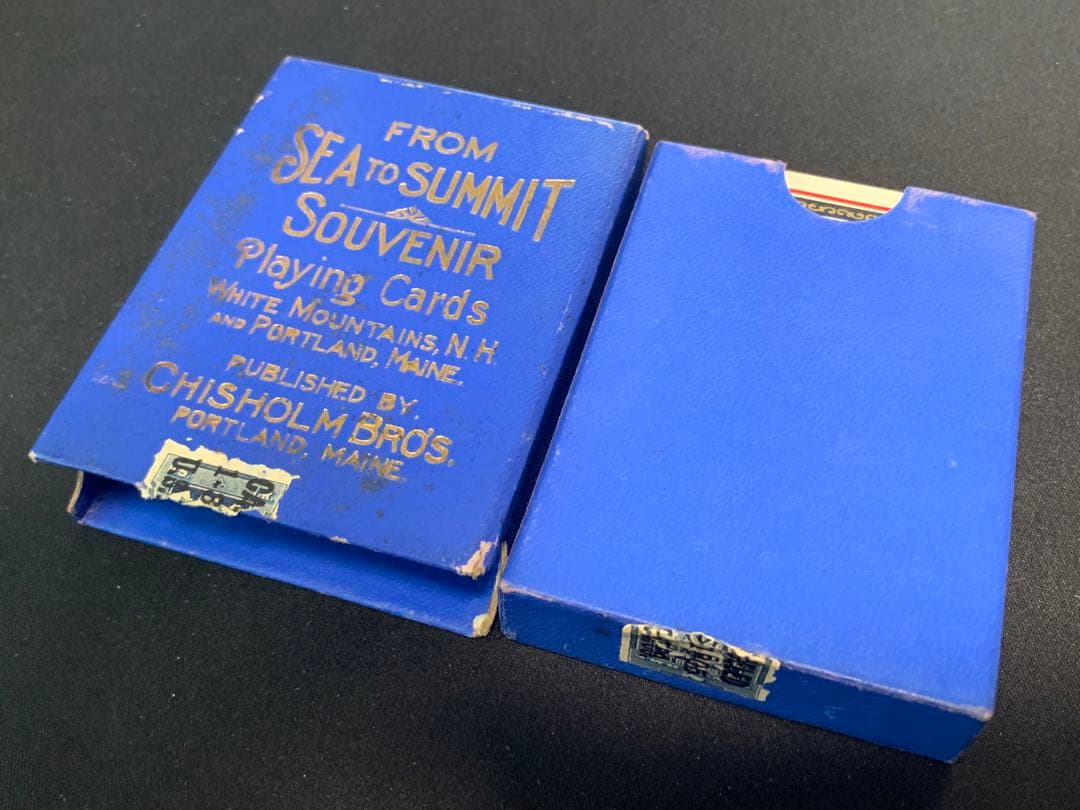 FROM
SEA TO SUMMIT
SOUVENIR
Playing Cards
WHITE MOUNTAINS, N.H.
AND PORTLAND, MAINE.
PUBLISHED BY.
CHISHOLM BRO'S.
PORTLAND, MAINE.